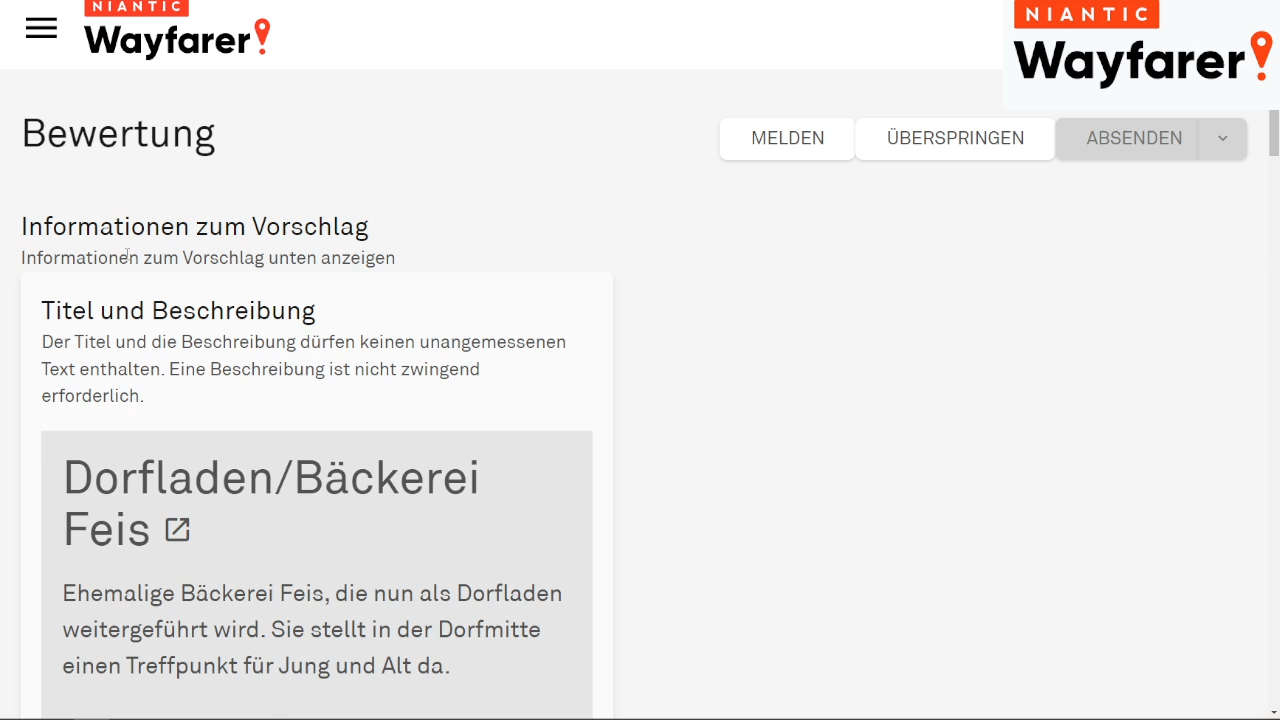 NIANTIC
Wayfarer
NIANTIC
Wayfarer
Bewertung
MELDEN
ÜBERSPRINGEN
ABSENDEN
Informationen zum Vorschlag
Informationen zum Vorschlag unten anzeigen
Titel und Beschreibung
Der Titel und die Beschreibung dürfen keinen unangemessenen
Text enthalten. Eine Beschreibung ist nicht zwingend
erforderlich.
Dorfladen/Bäckerei
Feis
Ehemalige Bäckerei Feis, die nun als Dorfladen
weitergeführt wird. Sie stellt in der Dorfmitte
einen Treffpunkt für Jung und Alt da.